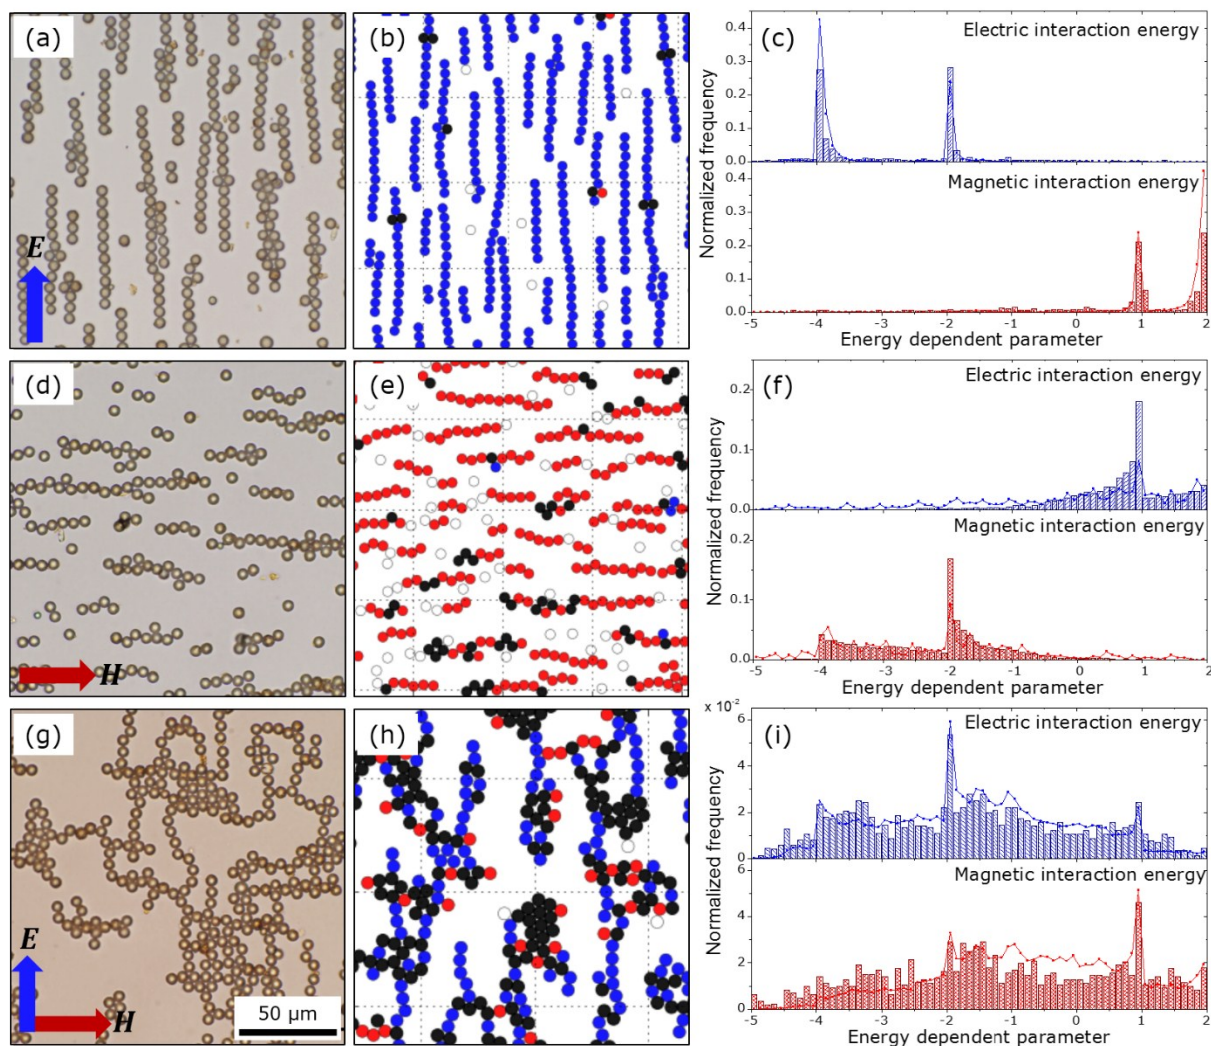 (a)
E
(b)
(c)
Electric interaction energy
0.4
0.3
0.2
0.1
0.0
Magnetic interaction energy
0.4
0.3
0.2
0.1
0.0
Normalized frequency
-5 -4 -3 -2 -1 0 1 2
Energy dependent parameter
(d)
H
(e)
(f)
Electric interaction energy
0.2
0.1
0.0
Magnetic interaction energy
0.2
0.1
0.0
Normalized frequency
-5 -4 -3 -2 -1 0 1 2
Energy dependent parameter
(g)
E
H
50 μm
(h)
x 10⁻²
(i)
Electric interaction energy
6
4
2
0
Magnetic interaction energy
6
4
2
0
Normalized frequency
-5 -4 -3 -2 -1 0 1 2
Energy dependent parameter